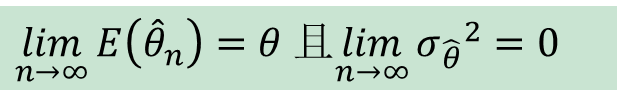 lim E(θ̂ₙ) = θ 且 lim σ_θ̂² = 0
n→∞ n→∞